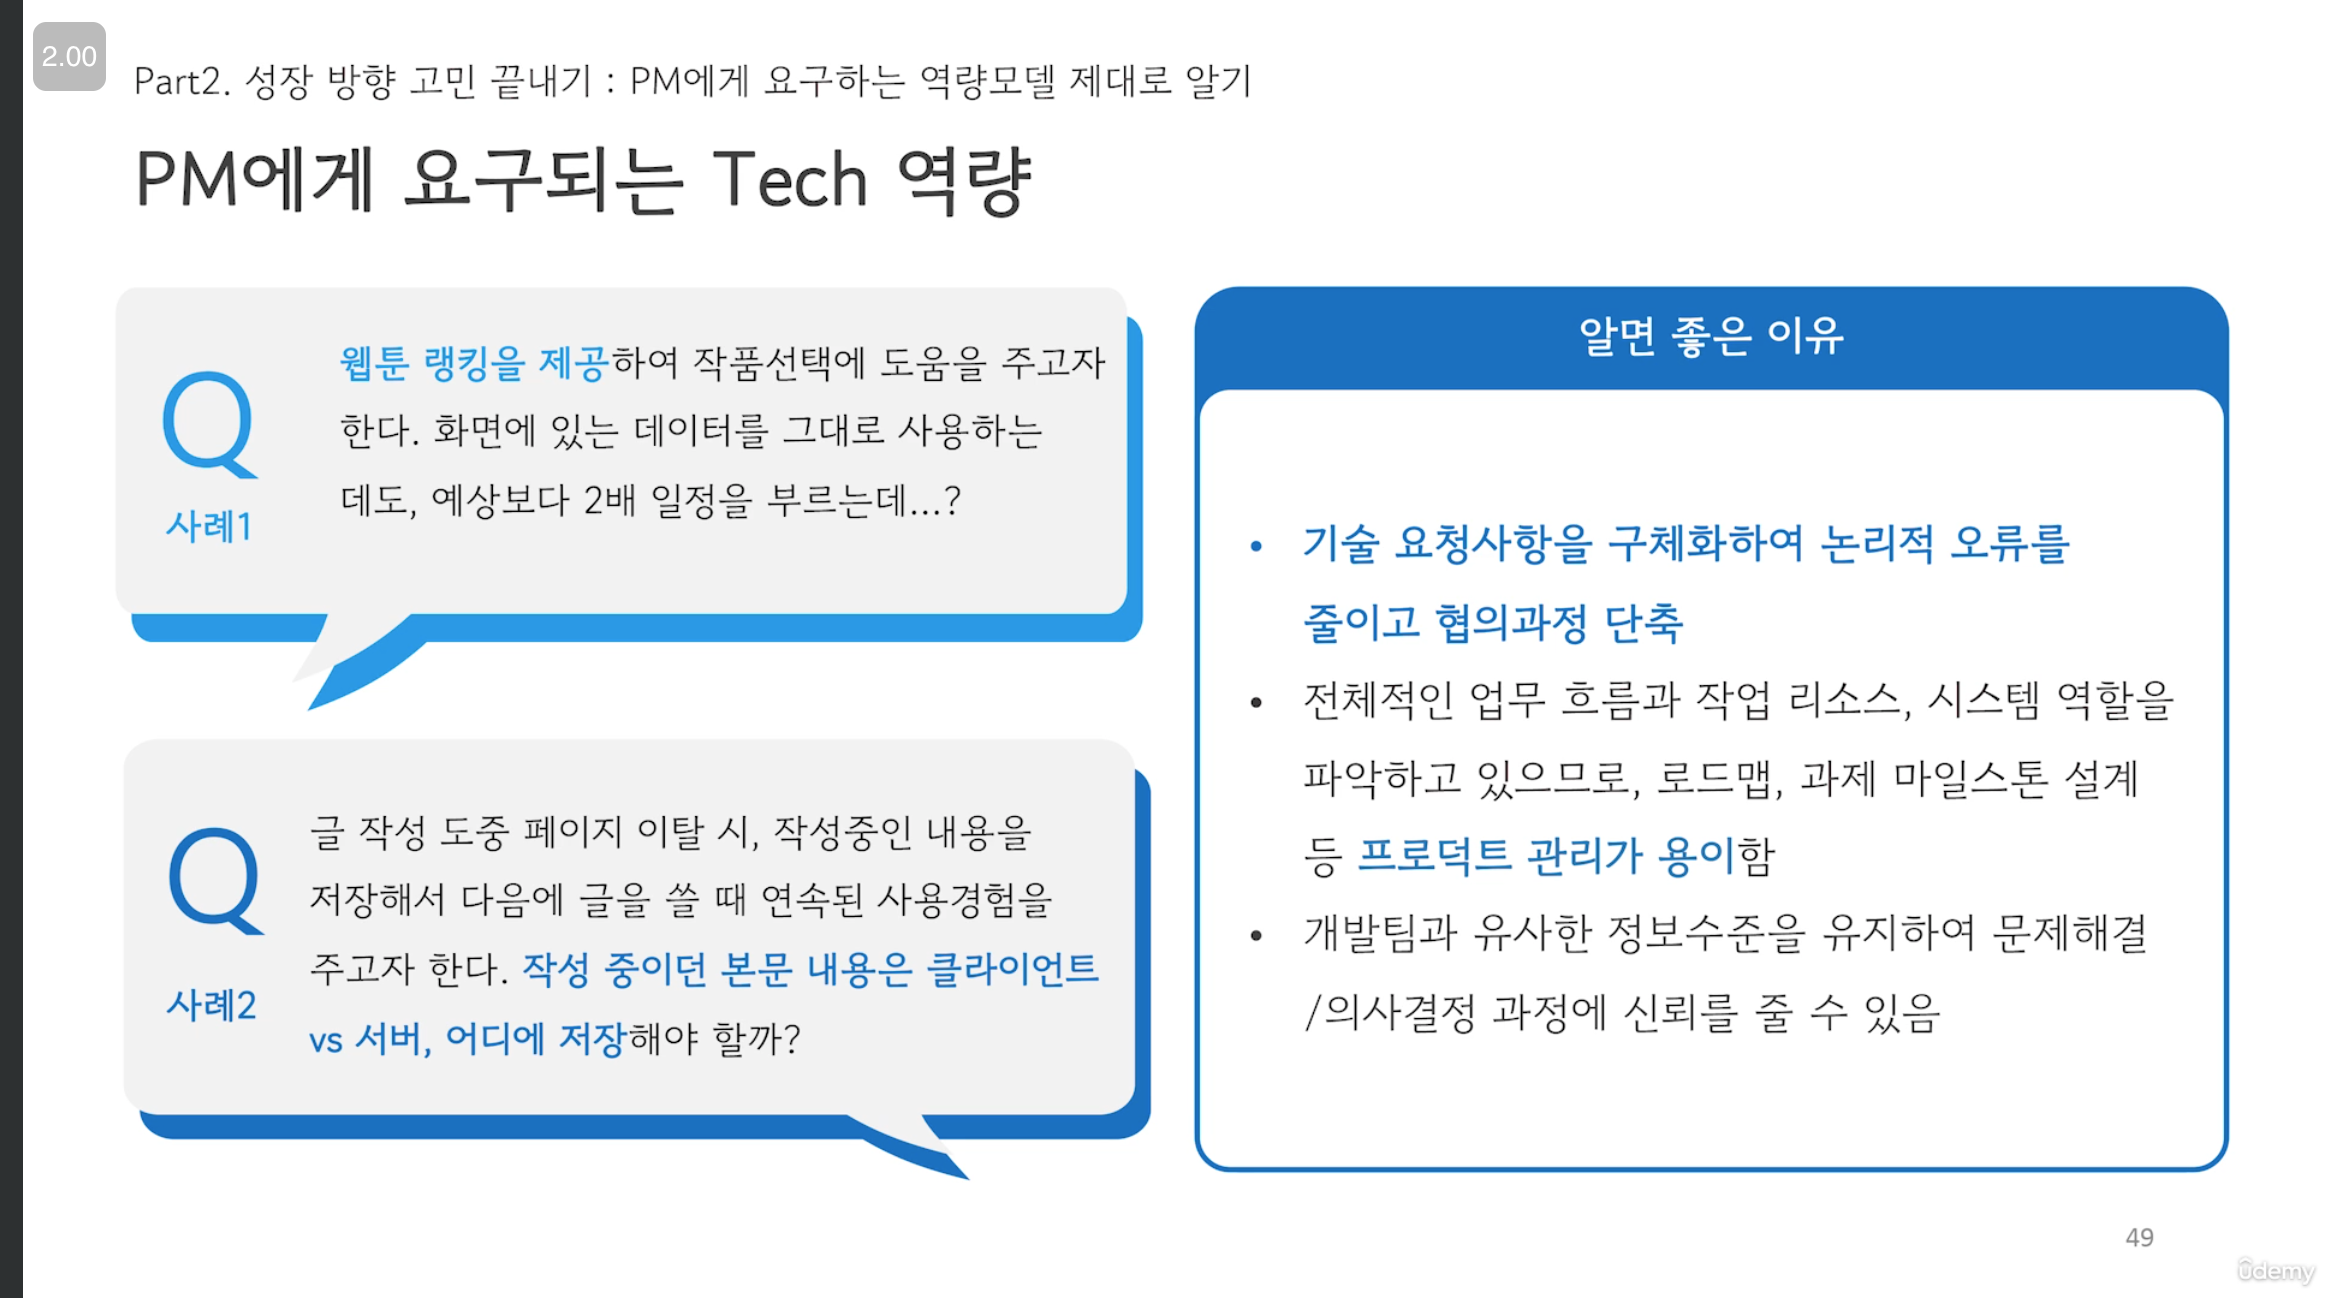 2.00
Part2. 성장 방향 고민 끝내기 : PM에게 요구하는 역량모델 제대로 알기
PM에게 요구되는 Tech 역량
Q
사례1
웹툰 랭킹을 제공하여 작품선택에 도움을 주고자
한다. 화면에 있는 데이터를 그대로 사용하는
데도, 예상보다 2배 일정을 부르는데...?
Q
사례2
글 작성 도중 페이지 이탈 시, 작성중인 내용을
저장해서 다음에 글을 쓸 때 연속된 사용경험을
주고자 한다. 작성 중이던 본문 내용은 클라이언트
vs 서버, 어디에 저장해야 할까?
알면 좋은 이유
• 기술 요청사항을 구체화하여 논리적 오류를
줄이고 협의과정 단축
• 전체적인 업무 흐름과 작업 리소스, 시스템 역할을
파악하고 있으므로, 로드맵, 과제 마일스톤 설계
등 프로덕트 관리가 용이함
• 개발팀과 유사한 정보수준을 유지하여 문제해결
/의사결정 과정에 신뢰를 줄 수 있음
49
ûdemy